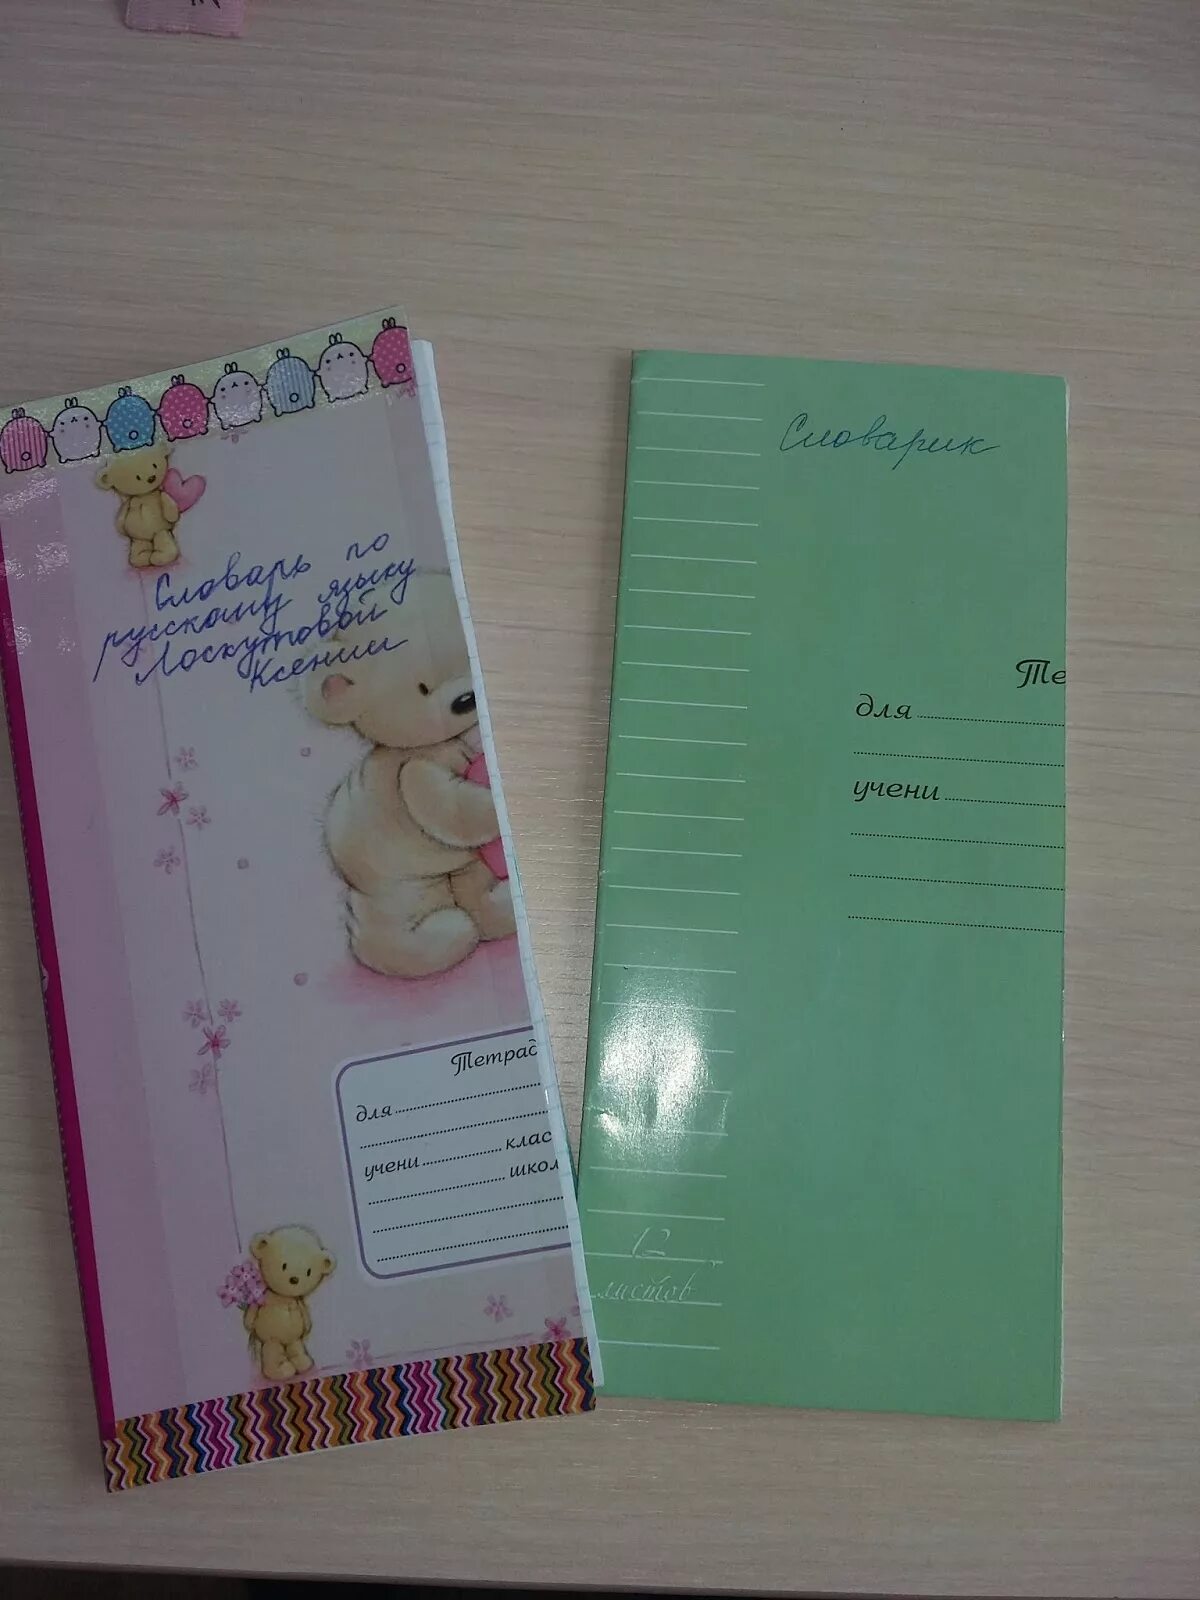 Словарь по
русскому языку
Лоскутовой
Ксении
Тетрад
для
учени клас
школ
Словарик
Те
для
учени
12
листов